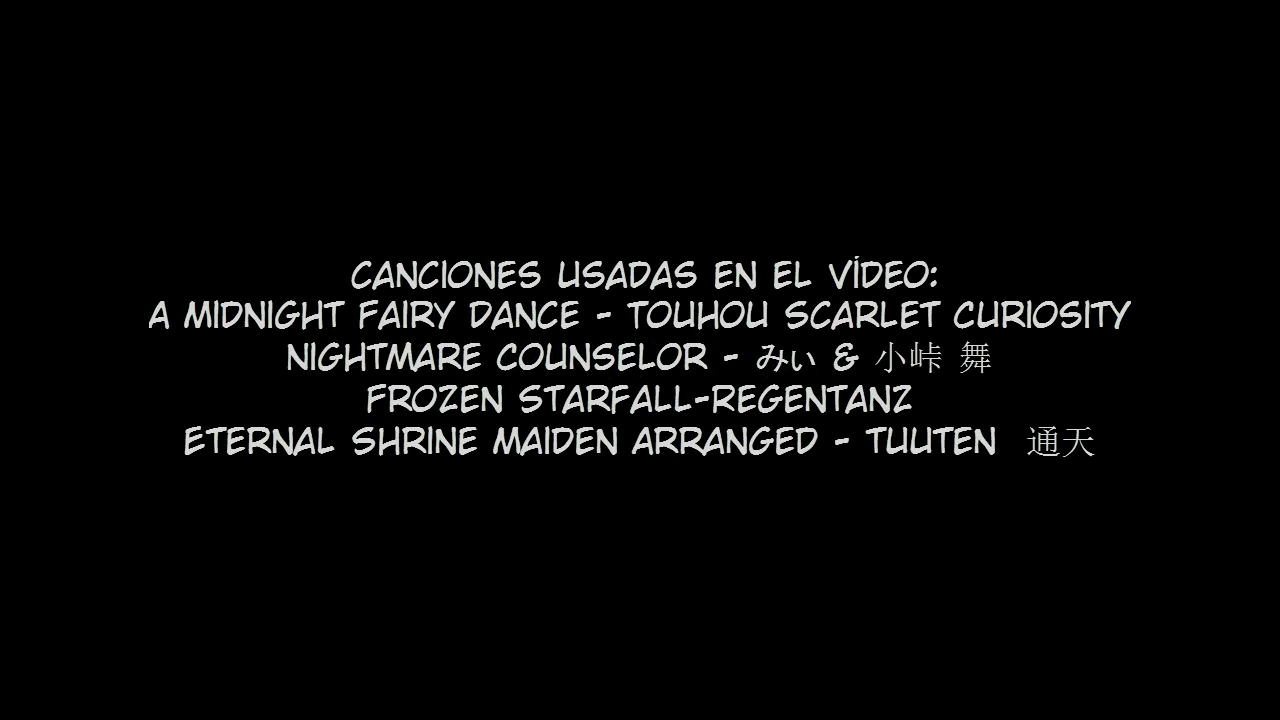 CANCIONES USADAS EN EL VÍDEO:
A MIDNIGHT FAIRY DANCE - TOUHOU SCARLET CURIOSITY
NIGHTMARE COUNSELOR - みぃ & 小峠 舞
FROZEN STARFALL-REGENTANZ
ETERNAL SHRINE MAIDEN ARRANGED - TUUTEN 通天